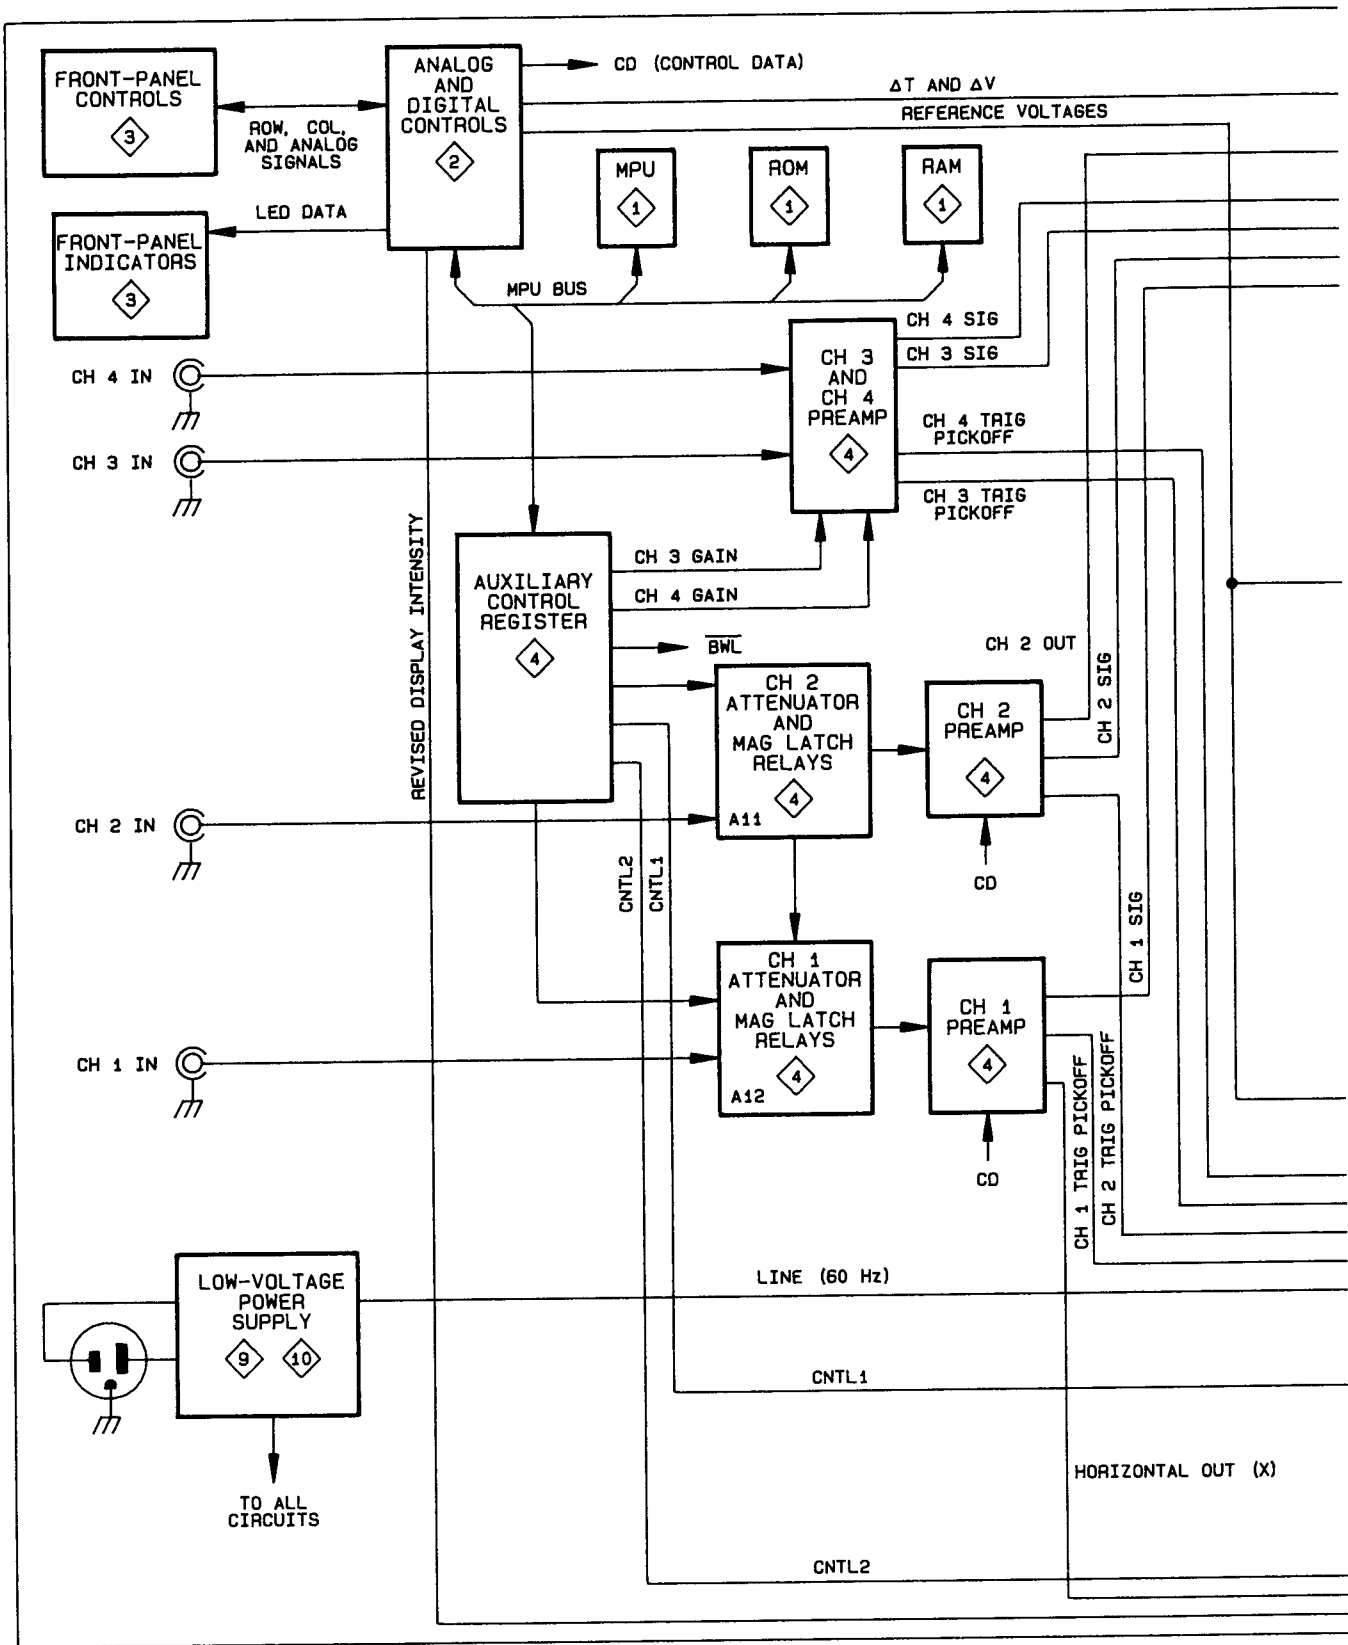 FRONT-PANEL
CONTROLS
3
ROW, COL,
AND ANALOG
SIGNALS
ANALOG
AND
DIGITAL
CONTROLS
2
CD (CONTROL DATA)
ΔT AND ΔV
REFERENCE VOLTAGES
MPU
1
ROM
1
RAM
1
LED DATA
FRONT-PANEL
INDICATORS
3
MPU BUS
CH 4 IN
CH 3 IN
CH 3
AND
CH 4
PREAMP
4
CH 4 SIG
CH 3 SIG
CH 4 TRIG
PICKOFF
CH 3 TRIG
PICKOFF
REVISED DISPLAY INTENSITY
AUXILIARY
CONTROL
REGISTER
4
CH 3 GAIN
CH 4 GAIN
B̅W̅L̅
CH 2
ATTENUATOR
AND
MAG LATCH
RELAYS
4
A11
CH 2 OUT
CH 2
PREAMP
4
CD
CH 2 SIG
CH 2 IN
CNTL2
CNTL1
CH 1 SIG
CH 1
ATTENUATOR
AND
MAG LATCH
RELAYS
4
A12
CH 1
PREAMP
4
CD
CH 1 IN
CH 1 TRIG PICKOFF
CH 2 TRIG PICKOFF
LOW-VOLTAGE
POWER
SUPPLY
9 10
LINE (60 Hz)
CNTL1
HORIZONTAL OUT (X)
TO ALL
CIRCUITS
CNTL2